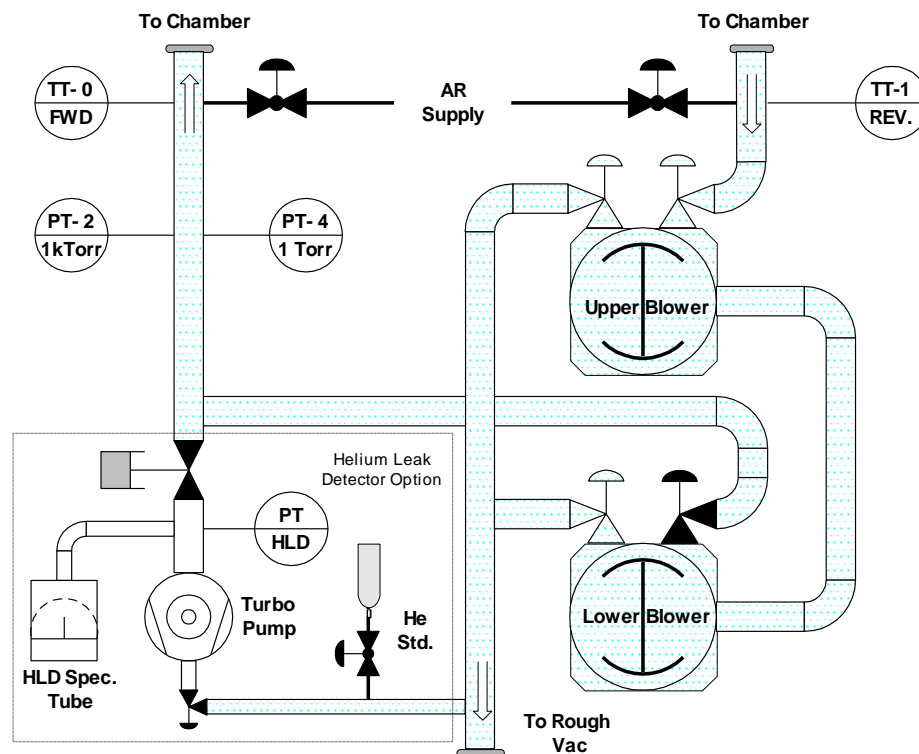 To Chamber
To Chamber
TT- 0
FWD
AR
Supply
TT-1
REV.
PT- 2
1kTorr
PT- 4
1 Torr
Upper Blower
Helium Leak
Detector Option
PT
HLD
Turbo
Pump
He
Std.
Lower Blower
HLD Spec.
Tube
To Rough
Vac